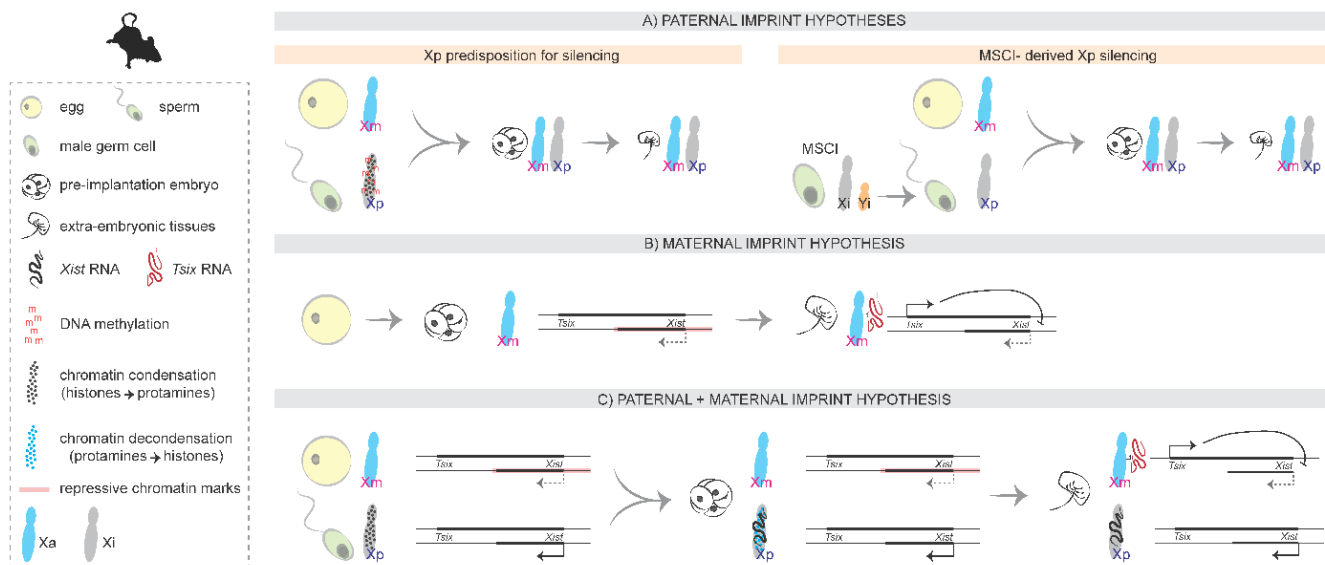 A) PATERNAL IMPRINT HYPOTHESES
Xp predisposition for silencing
MSCI- derived Xp silencing
egg
sperm
male germ cell
pre-implantation embryo
extra-embryonic tissues
Xist RNA
Tsix RNA
m
m m
m
m m
DNA methylation
chromatin condensation
(histones → protamines)
chromatin decondensation
(protamines → histones)
repressive chromatin marks
Xa
Xi
Xm
Xp
Xm Xp
Xm
Xp
MSCI
Xi
Yi
Xm
Xp
Xm
Xp
Xm
Xp
B) MATERNAL IMPRINT HYPOTHESIS
Xm
Tsix
Xist
Xm
Tsix
Xist
C) PATERNAL + MATERNAL IMPRINT HYPOTHESIS
Xm
Tsix
Xist
Xp
Tsix
Xist
Xm
Tsix
Xist
Xp
Tsix
Xist
Xm
Tsix
Xist
Xp
Tsix
Xist